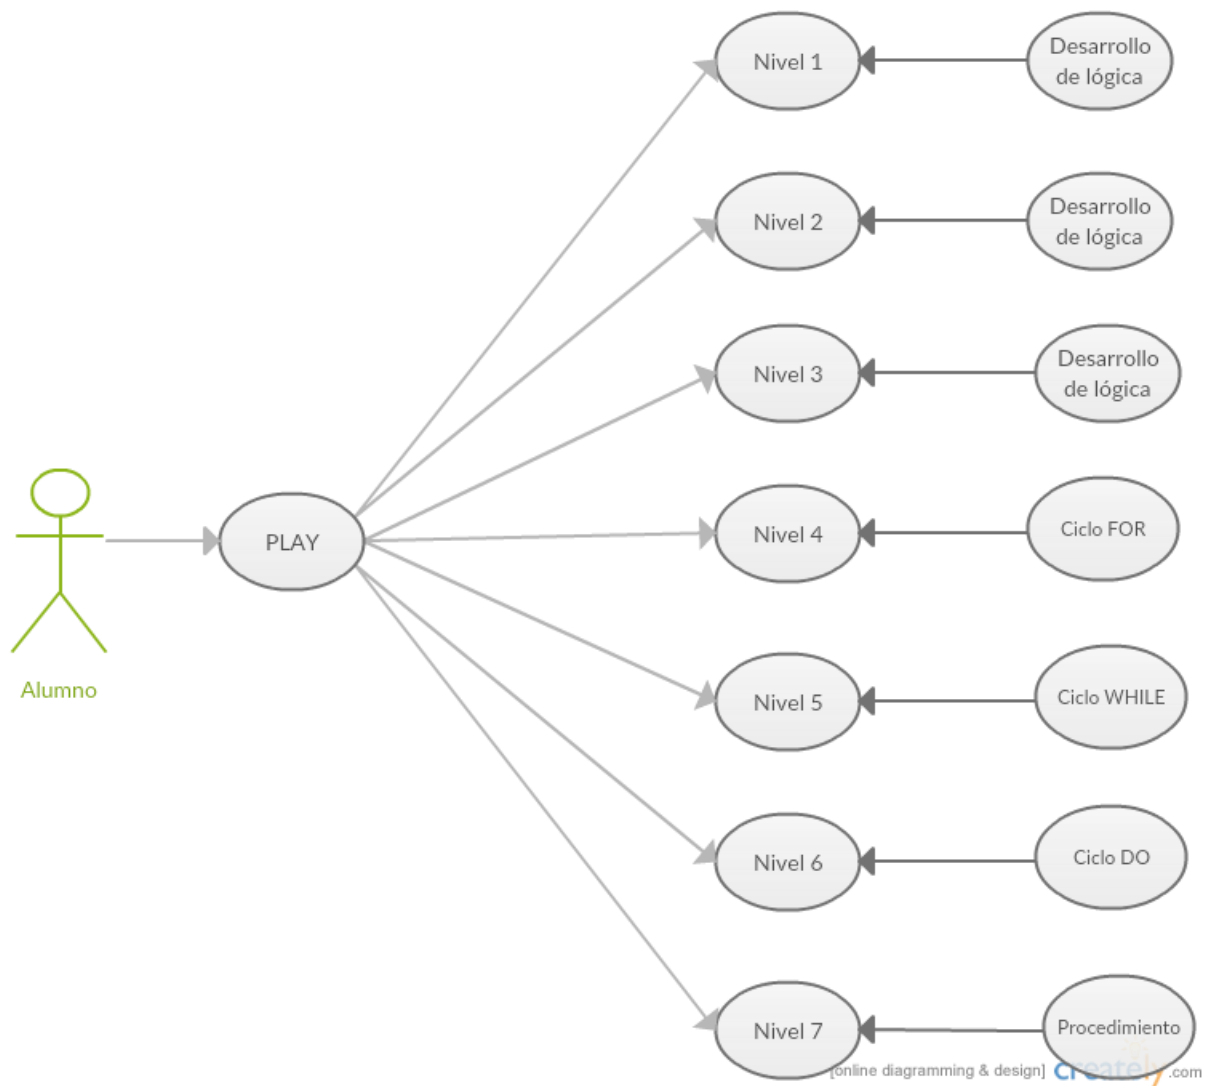 Nivel 1
Desarrollo
de lógica
Nivel 2
Desarrollo
de lógica
Nivel 3
Desarrollo
de lógica
PLAY
Nivel 4
Ciclo FOR
Alumno
Nivel 5
Ciclo WHILE
Nivel 6
Ciclo DO
Nivel 7
Procedimiento
[online diagramming & design] creately.com